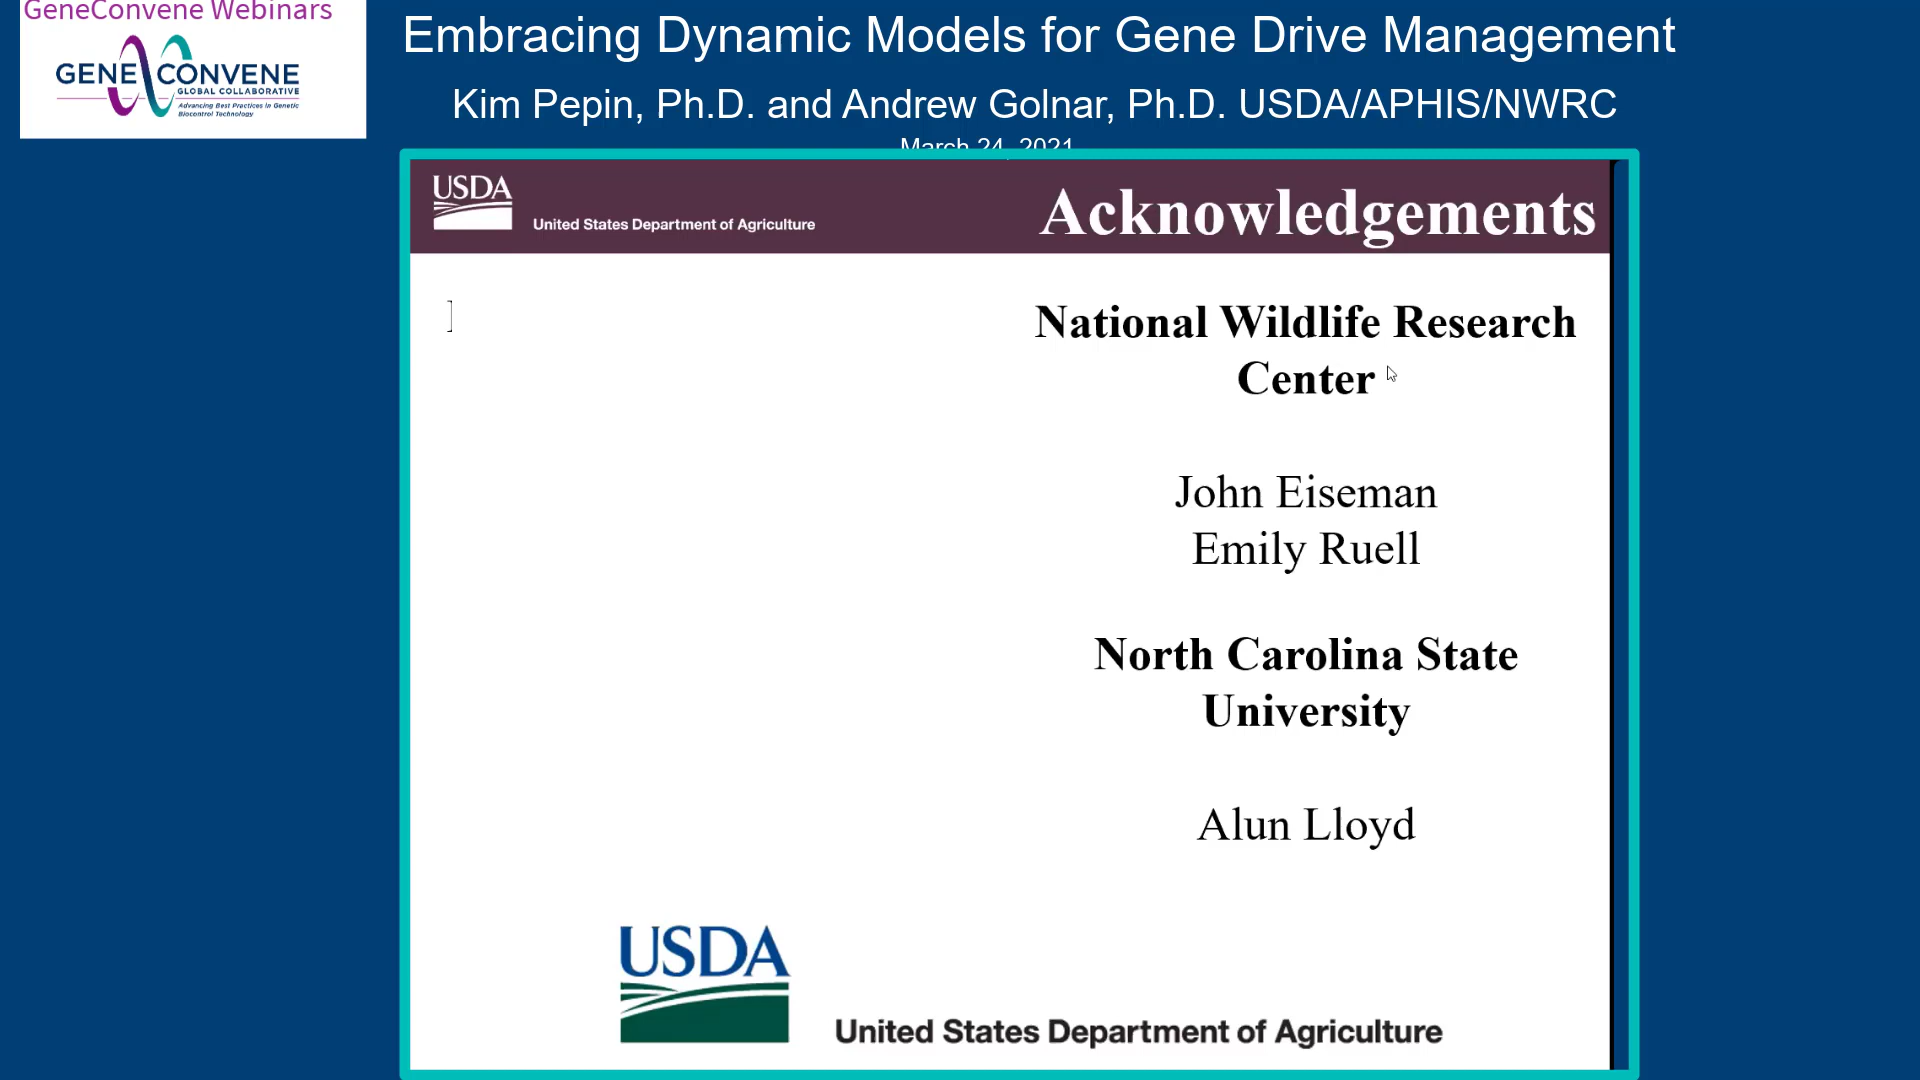 GeneConvene Webinars
GENE CONVENE
GLOBAL COLLABORATIVE
Advancing Best Practices in Genetic
Biocontrol Technology
Embracing Dynamic Models for Gene Drive Management
Kim Pepin, Ph.D. and Andrew Golnar, Ph.D. USDA/APHIS/NWRC
March 24, 2021
USDA
United States Department of Agriculture
Acknowledgements
National Wildlife Research
Center
John Eiseman
Emily Ruell
North Carolina State
University
Alun Lloyd
USDA
United States Department of Agriculture